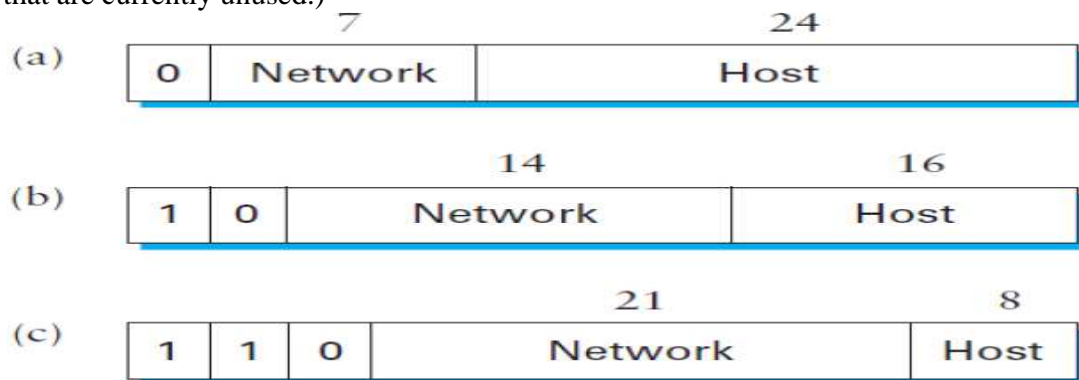 that are currently unused.)
7 24
(a) 0 Network Host
14 16
(b) 1 0 Network Host
21 8
(c) 1 1 0 Network Host